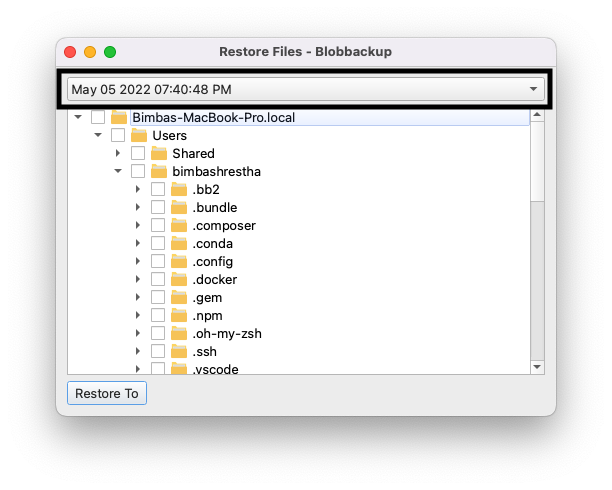 Restore Files - Blobbackup
May 05 2022 07:40:48 PM
Bimbas-MacBook-Pro.local
Users
Shared
bimbashrestha
.bb2
.bundle
.composer
.conda
.config
.docker
.gem
.npm
.oh-my-zsh
.ssh
.vscode
Restore To